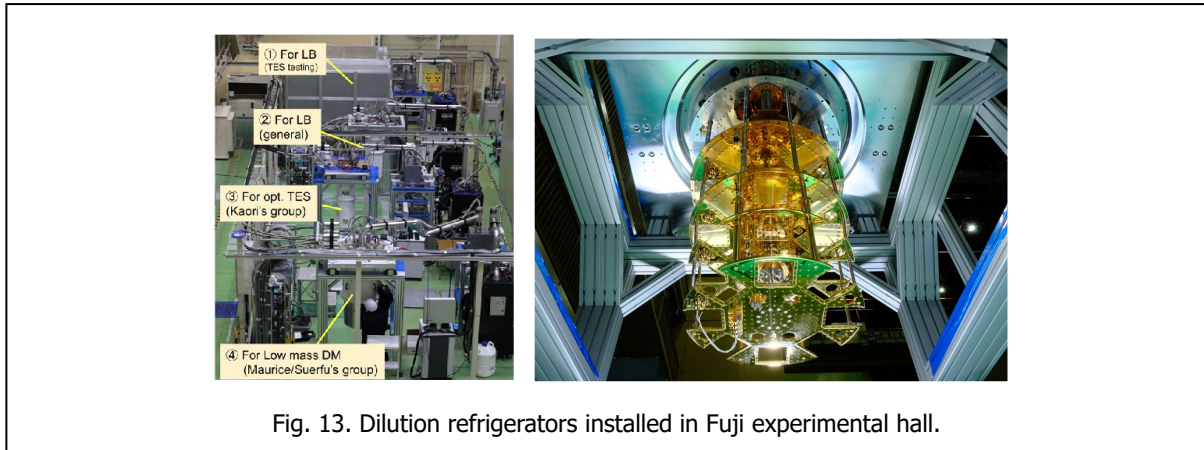 ① For LB
(TES testing)
② For LB
(general)
③ For opt. TES
(Kaori's group)
④ For Low mass DM
(Maurice/Suerfu's group)
Fig. 13. Dilution refrigerators installed in Fuji experimental hall.